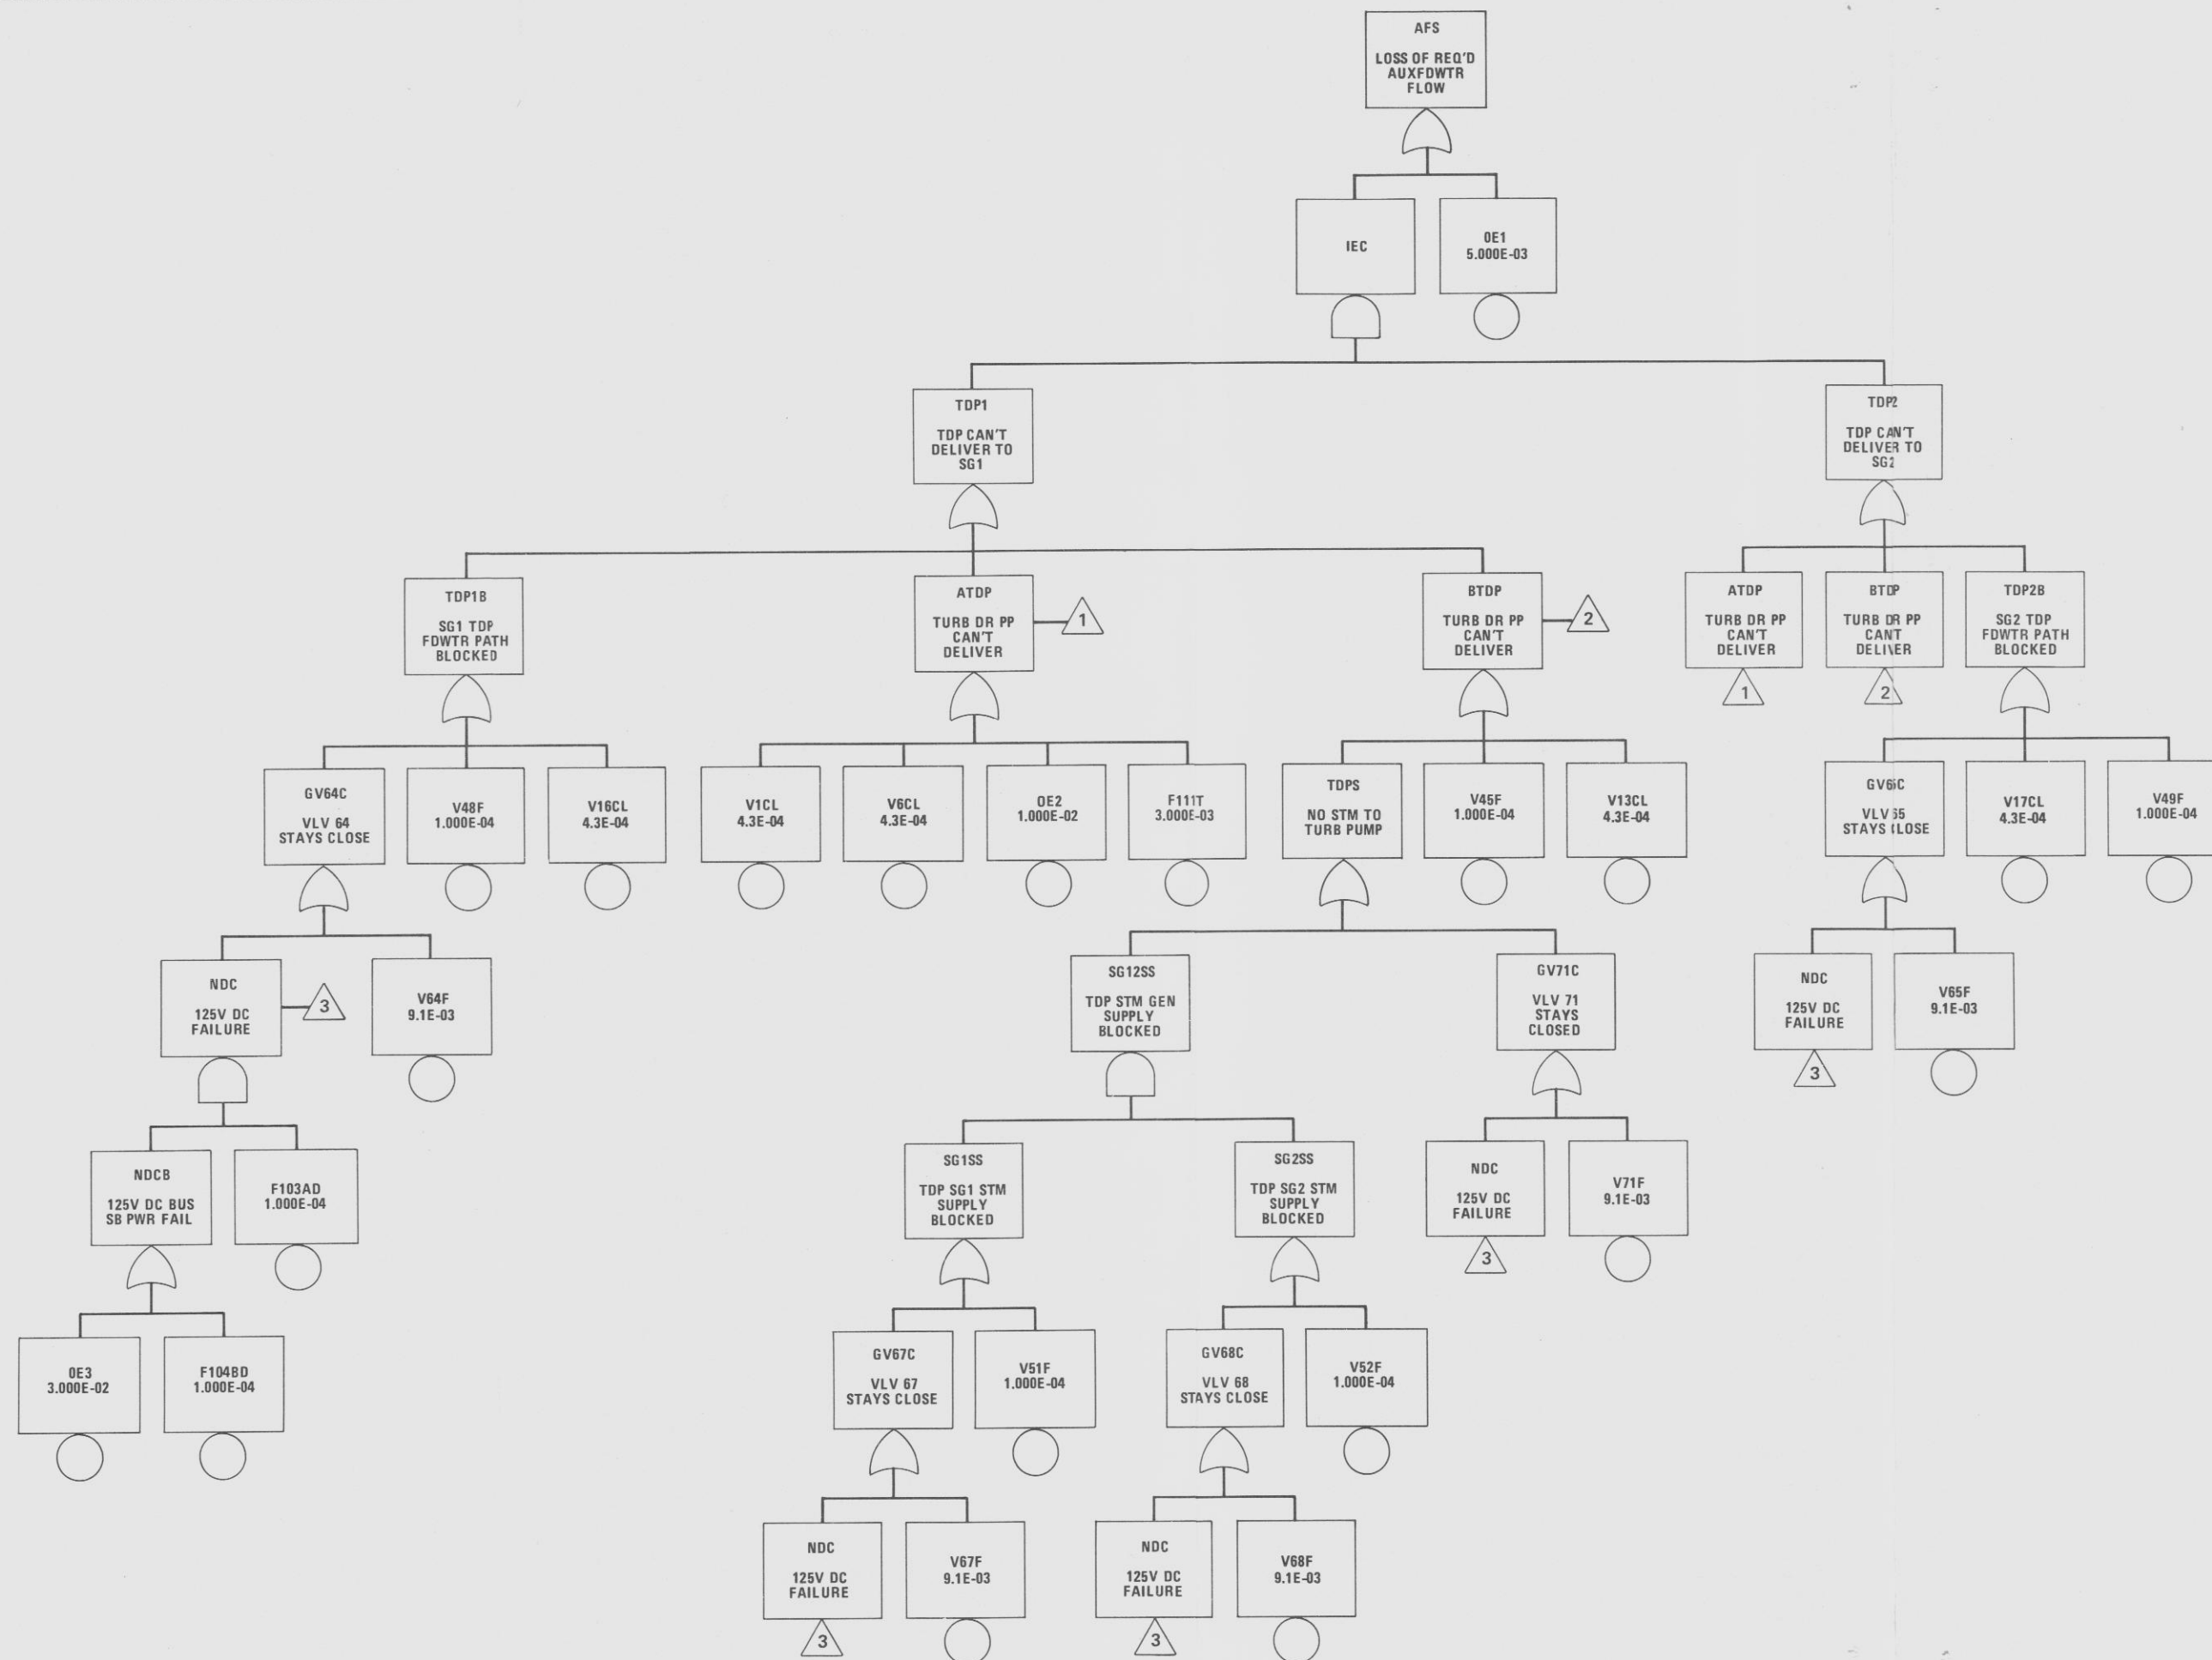 AFS
LOSS OF REQ'D
AUXFDWTR
FLOW
IEC
OE1
5.000E-03
TDP1
TDP CAN'T
DELIVER TO
SG1
TDP2
TDP CAN'T
DELIVER TO
SG2
TDP1B
SG1 TDP
FDWTR PATH
BLOCKED
ATDP
TURB DR PP
CAN'T
DELIVER
1
BTDP
TURB DR PP
CAN'T
DELIVER
2
ATDP
TURB DR PP
CAN'T
DELIVER
1
BTDP
TURB DR PP
CANT
DELIVER
2
TDP2B
SG2 TDP
FDWTR PATH
BLOCKED
GV64C
VLV 64
STAYS CLOSE
V48F
1.000E-04
V16CL
4.3E-04
V1CL
4.3E-04
V6CL
4.3E-04
OE2
1.000E-02
F111T
3.000E-03
TDPS
NO STM TO
TURB PUMP
V45F
1.000E-04
V13CL
4.3E-04
VLV
STAYS CLOSE
V17CL
4.3E-04
V49F
1.000E-04
NDC
125V DC
FAILURE
3
V64F
9.1E-03
SG12SS
TDP STM GEN
SUPPLY
BLOCKED
GV71C
VLV 71
STAYS
CLOSED
NDC
125V DC
FAILURE
3
V65F
9.1E-03
NDCB
125V DC BUS
SB PWR FAIL
F103AD
1.000E-04
SG1SS
TDP SG1 STM
SUPPLY
BLOCKED
SG2SS
TDP SG2 STM
SUPPLY
BLOCKED
NDC
125V DC
FAILURE
3
V71F
9.1E-03
OE3
3.000E-02
F104BD
1.000E-04
GV67C
VLV 67
STAYS CLOSE
V51F
1.000E-04
GV68C
VLV 68
STAYS CLOSE
V52F
1.000E-04
NDC
125V DC
FAILURE
3
V67F
9.1E-03
NDC
125V DC
FAILURE
3
V68F
9.1E-03